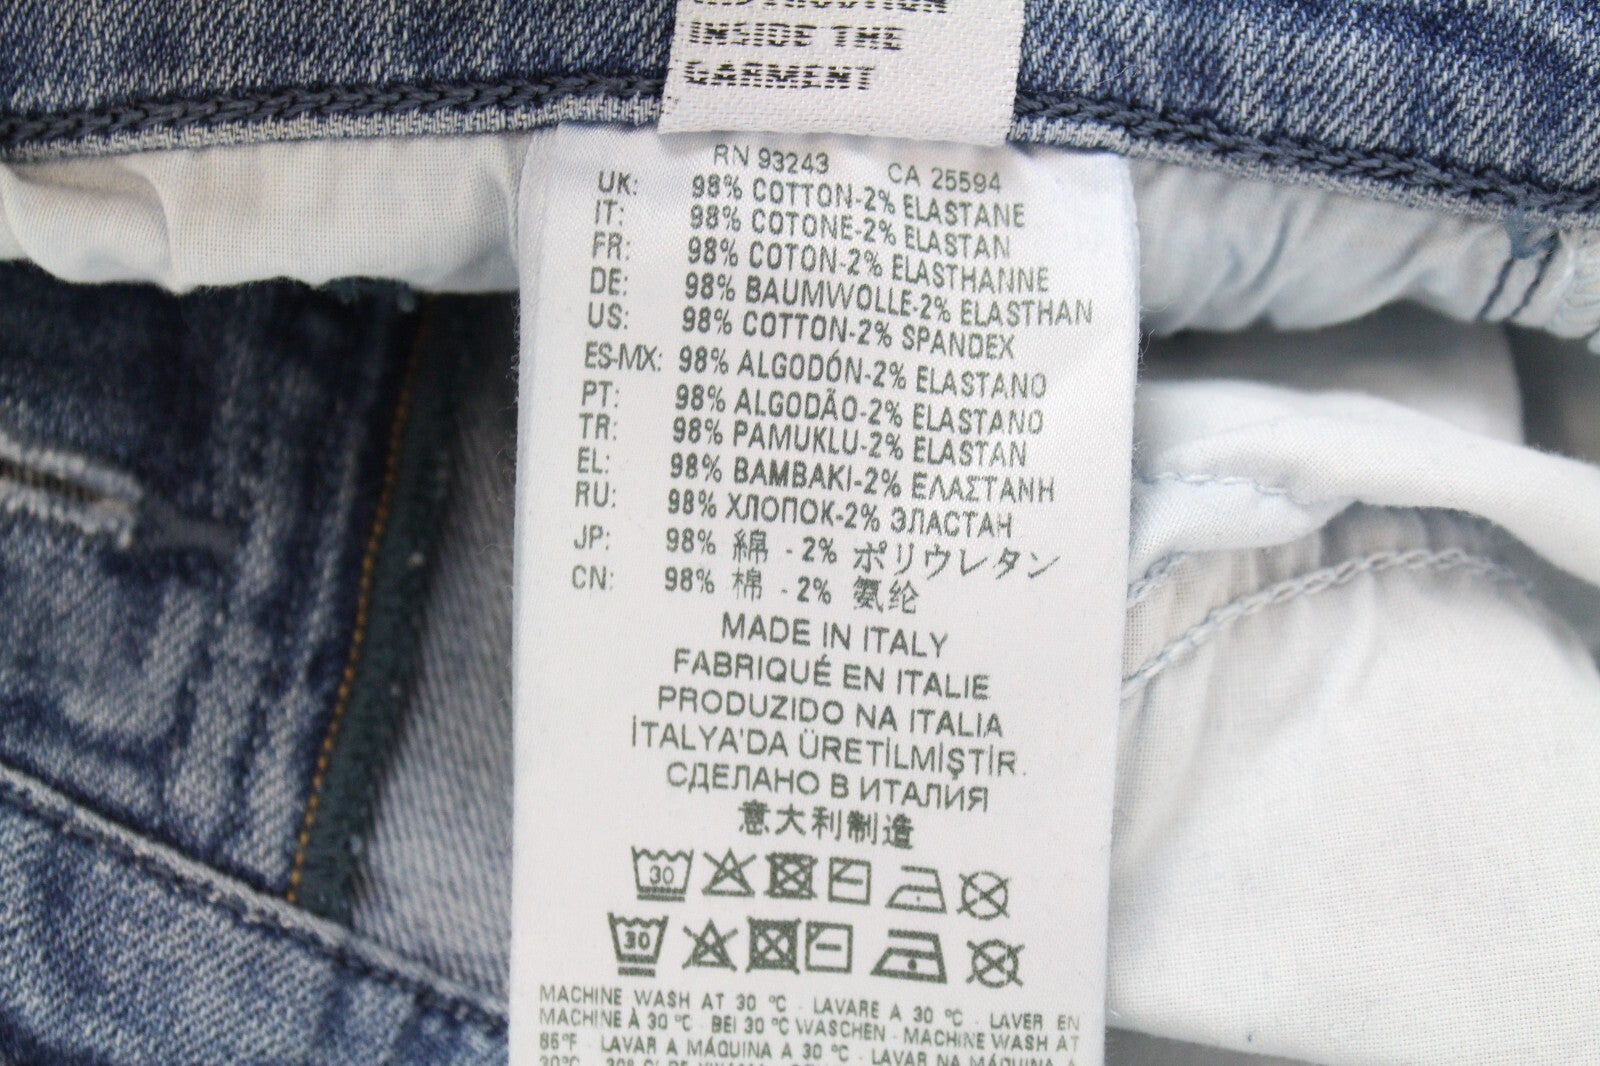 INSIDE THE
GARMENT
RN 93243 CA 25594
UK: 98% COTTON-2% ELASTANE
IT: 98% COTONE-2% ELASTAN
FR: 98% COTON-2% ELASTHANNE
DE: 98% BAUMWOLLE-2% ELASTHAN
US: 98% COTTON-2% SPANDEX
ES-MX: 98% ALGODÓN-2% ELASTANO
PT: 98% ALGODÃO-2% ELASTANO
TR: 98% PAMUKLU-2% ELASTAN
EL: 98% BAMBAKI-2% ΕΛΑΣΤΑΝΗ
RU: 98% ХЛОПОК-2% ЭЛАСТАН
JP: 98% 綿 - 2% ポリウレタン
CN: 98% 棉 - 2% 氨纶
MADE IN ITALY
FABRIQUÉ EN ITALIE
PRODUZIDO NA ITALIA
İTALYA'DA ÜRETİLMİŞTİR.
СДЕЛАНО В ИТАЛИЯ
意大利制造
30
30
MACHINE WASH AT 30 °C - LAVARE A 30 °C - LAVER EN
MACHINE À 30 °C - BEI 30 °C WASCHEN - MACHINE WASH AT
86°F - LAVAR A MÁQUINA A 30 °C - LAVAR NA MÁQUINA A